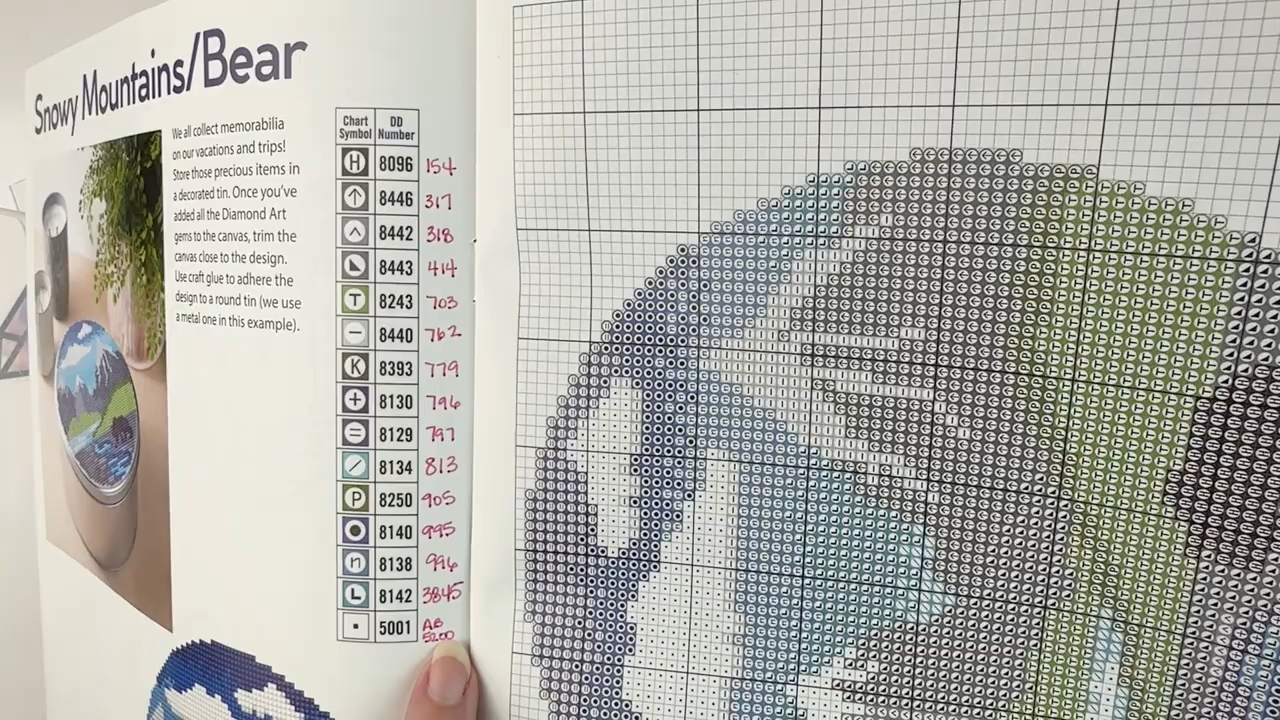 Snowy Mountains/Bear
We all collect memorabilia
on our vacations and trips!
Store those precious items in
a decorated tin. Once you've
added all the Diamond Art
gems to the canvas, trim the
canvas close to the design.
Use craft glue to adhere the
design to a round tin (we use
a metal one in this example).
Chart Symbol DD Number
H 8096 154
↑ 8446 317
^ 8442 318
◣ 8443 414
T 8243 703
− 8440 762
K 8393 779
+ 8130 796
= 8129 797
⁄ 8134 813
P 8250 905
● 8140 995
n 8138 996
L 8142 3845
▪ 5001 AB 5200